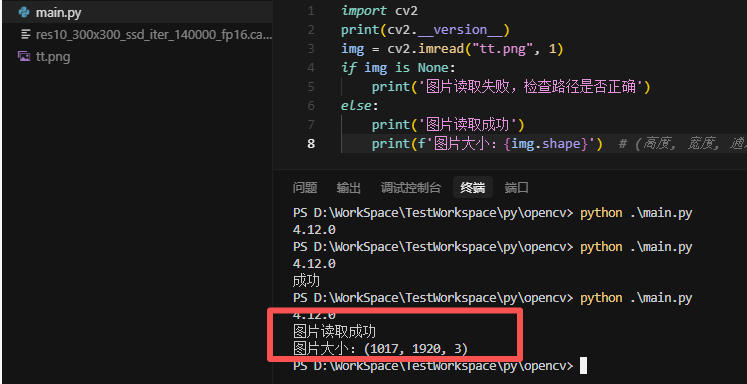 main.py
res10_300x300_ssd_iter_140000_fp16.ca...
tt.png
1 import cv2
2 print(cv2.__version__)
3 img = cv2.imread("tt.png", 1)
4 if img is None:
5 print('图片读取失败，检查路径是否正确')
6 else:
7 print('图片读取成功')
8 print(f'图片大小：{img.shape}') # (高度, 宽度, 通
问题 输出 调试控制台 终端 端口
PS D:\WorkSpace\TestWorkspace\py\opencv> python .\main.py
4.12.0
PS D:\WorkSpace\TestWorkspace\py\opencv> python .\main.py
4.12.0
成功
PS D:\WorkSpace\TestWorkspace\py\opencv> python .\main.py
4.12.0
图片读取成功
图片大小：(1017, 1920, 3)
PS D:\WorkSpace\TestWorkspace\py\opencv>